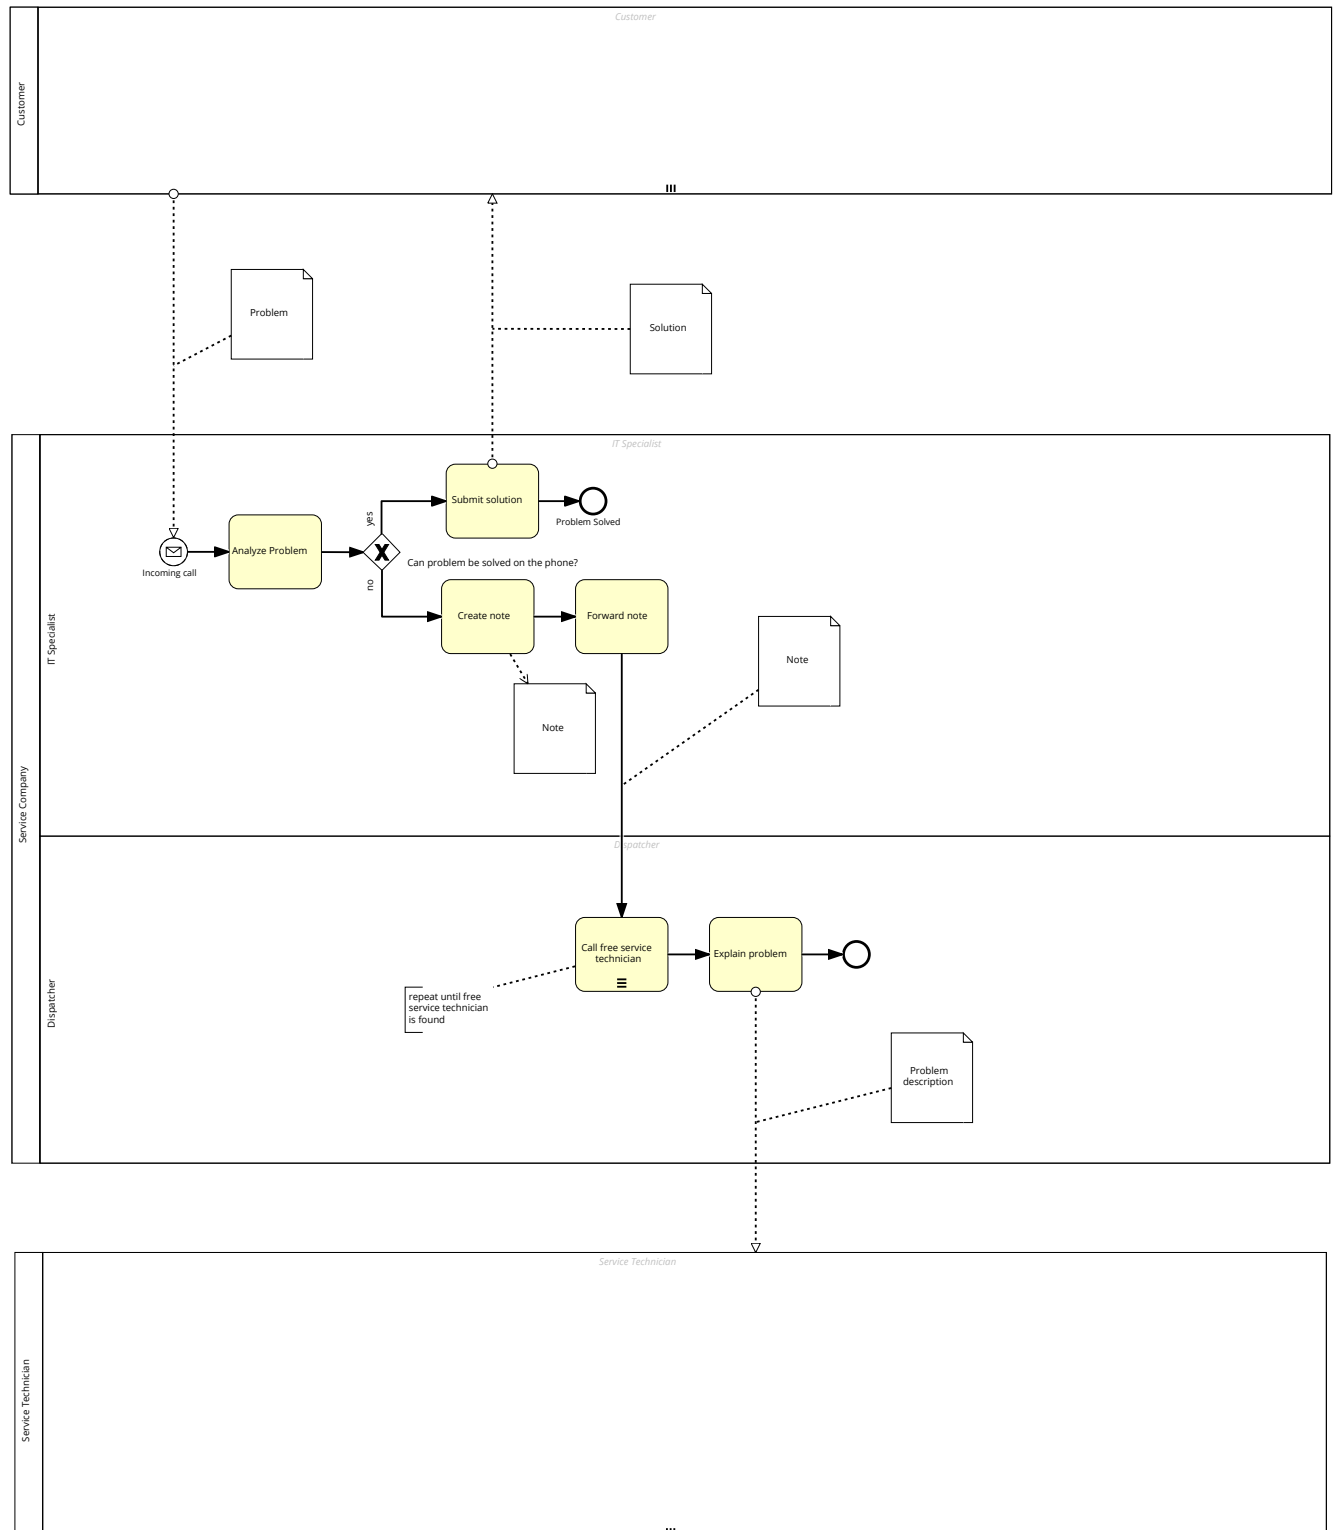 Customer
Customer
Problem
Solution
Service Company
IT Specialist
IT Specialist
Submit solution
Problem Solved
yes
Analyze Problem
Incoming call
Can problem be solved on the phone?
no
Create note
Forward note
Note
Note
Dispatcher
Dispatcher
Call free service
technician
Explain problem
repeat until free
service technician
is found
Problem
description
Service Technician
Service Technician